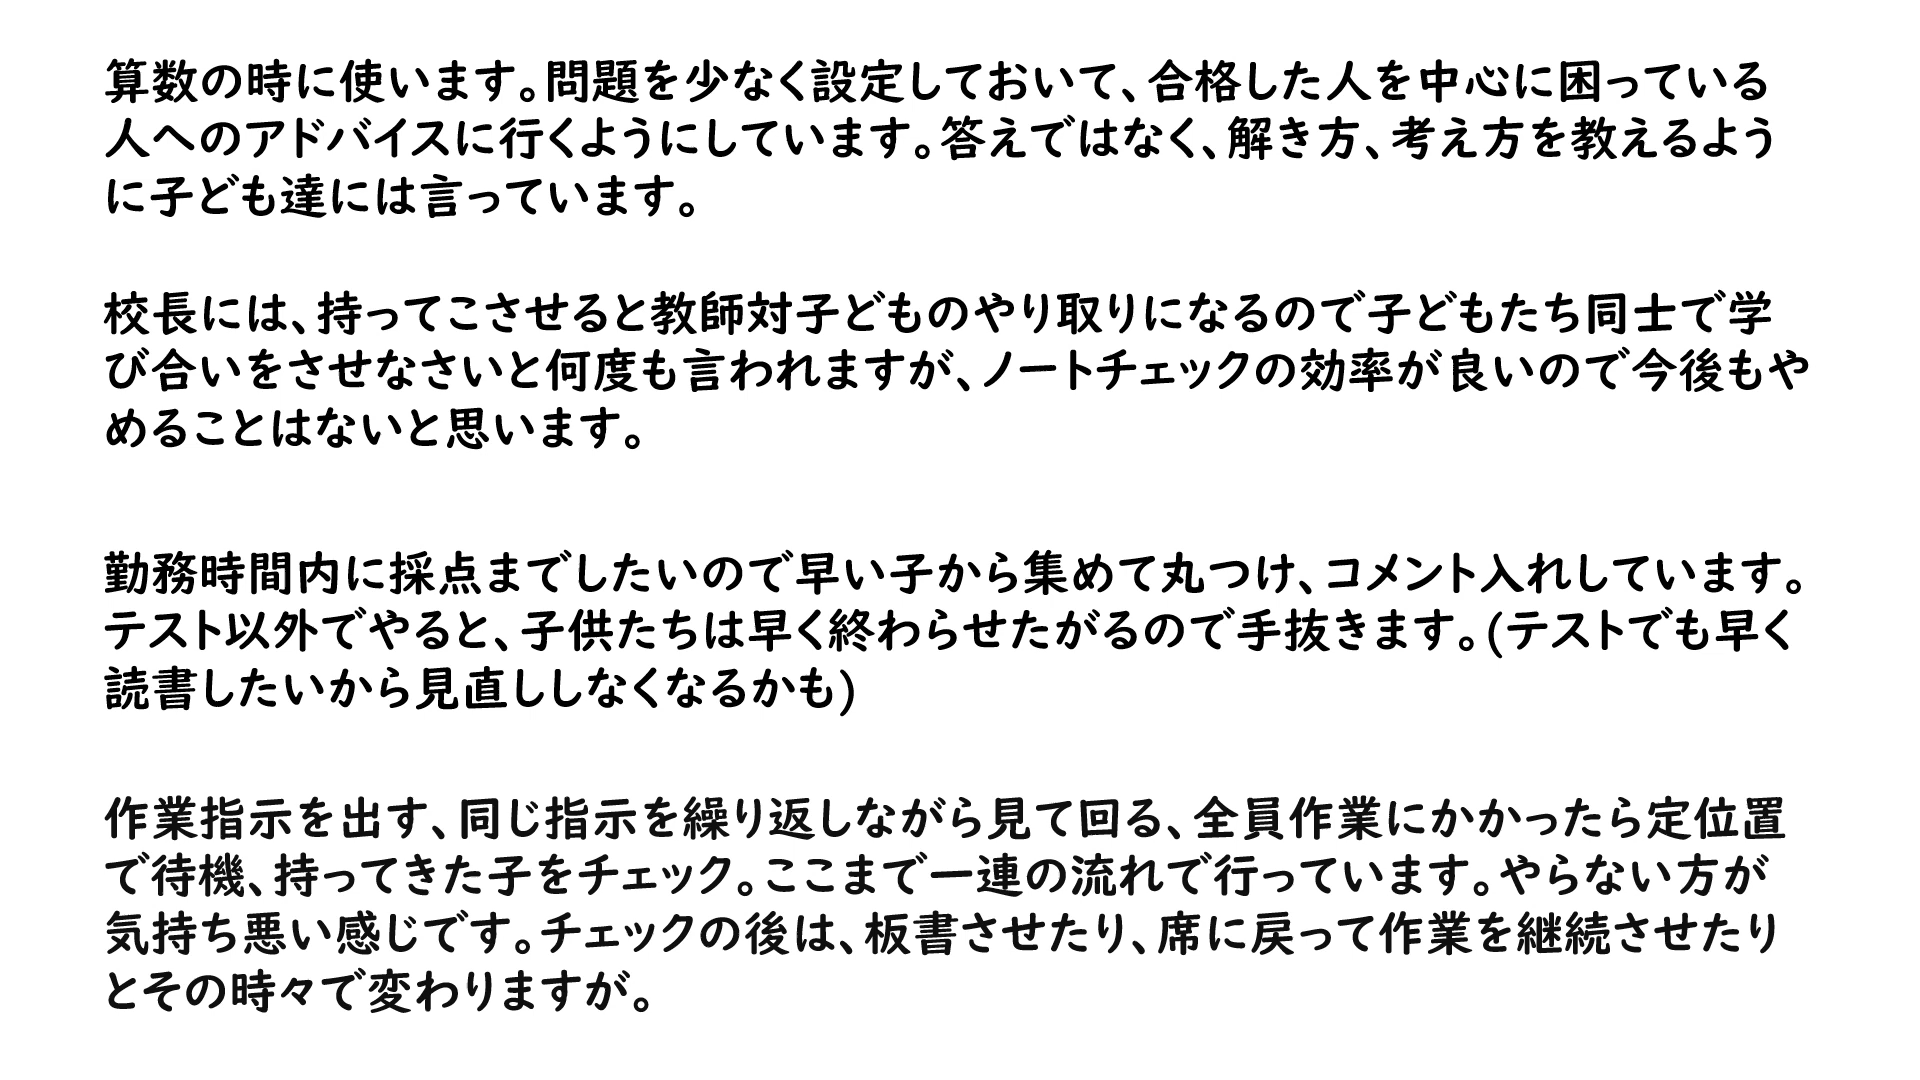 算数の時に使います。問題を少なく設定しておいて、合格した人を中心に困っている
人へのアドバイスに行くようにしています。答えではなく、解き方、考え方を教えるよう
に子ども達には言っています。
校長には、持ってこさせると教師対子どものやり取りになるので子どもたち同士で学
び合いをさせなさいと何度も言われますが、ノートチェックの効率が良いので今後もや
めることはないと思います。
勤務時間内に採点までしたいので早い子から集めて丸つけ、コメント入れしています。
テスト以外でやると、子供たちは早く終わらせたがるので手抜きます。(テストでも早く
読書したいから見直ししなくなるかも)
作業指示を出す、同じ指示を繰り返しながら見て回る、全員作業にかかったら定位置
で待機、持ってきた子をチェック。ここまで一連の流れで行っています。やらない方が
気持ち悪い感じです。チェックの後は、板書させたり、席に戻って作業を継続させたり
とその時々で変わりますが。